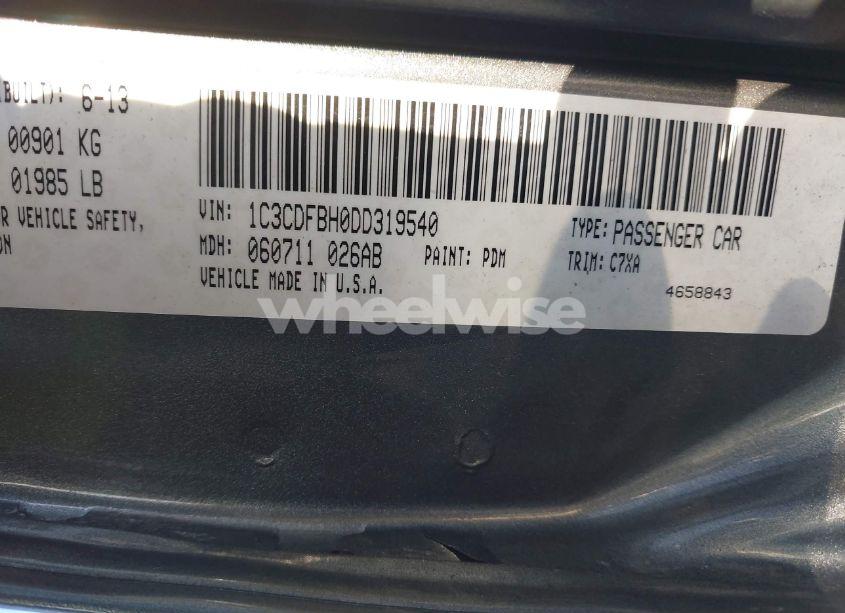 (BUILT): 6-13
00901 KG
01985 LB
R VEHICLE SAFETY,
ON
VIN: 1C3CDFBH0DD319540
TYPE: PASSENGER CAR
MDH: 060711 026AB
PAINT: PDM
TRIM: C7XA
VEHICLE MADE IN U.S.A.
4658843
wheelwise